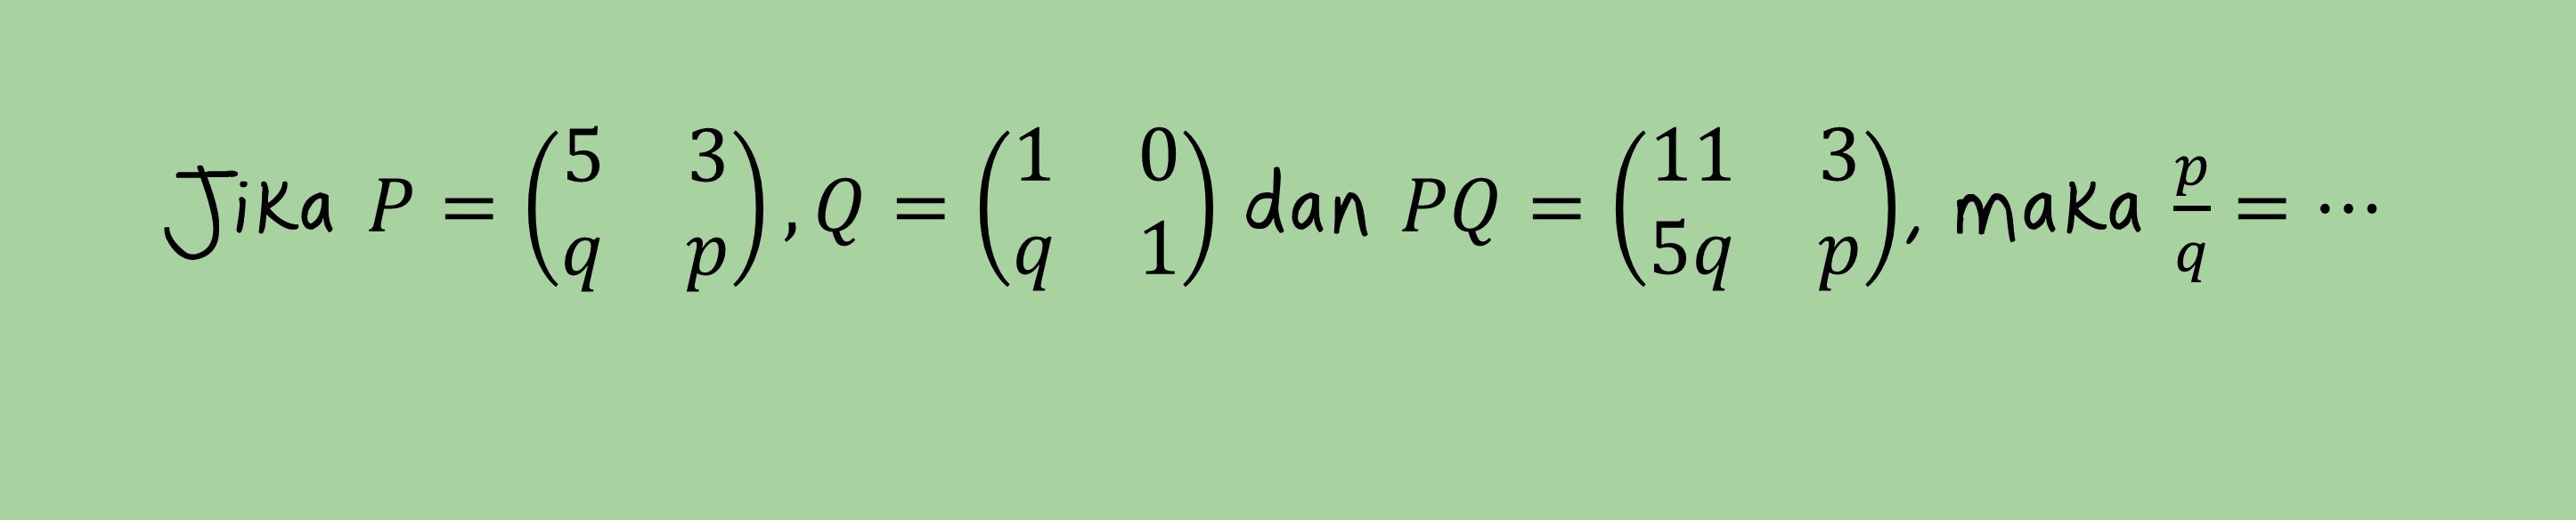 Jika $P = \begin{pmatrix} 5 & 3 \\ q & p \end{pmatrix}, Q = \begin{pmatrix} 1 & 0 \\ q & 1 \end{pmatrix}$ dan $PQ = \begin{pmatrix} 11 & 3 \\ 5q & p \end{pmatrix}$, maka $\frac{p}{q} = \cdots$